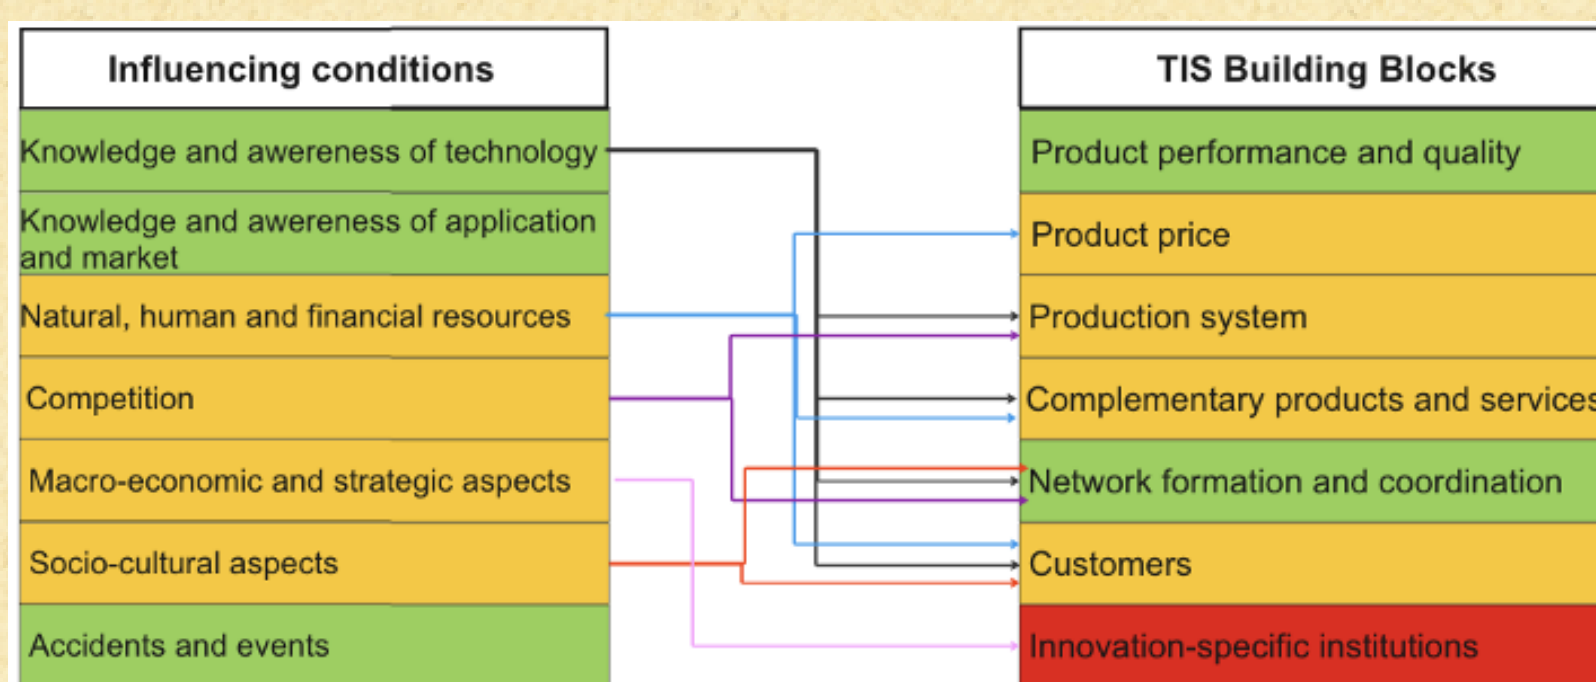 Influencing conditions
Knowledge and awereness of technology
Knowledge and awereness of application
and market
Natural, human and financial resources
Competition
Macro-economic and strategic aspects
Socio-cultural aspects
Accidents and events
TIS Building Blocks
Product performance and quality
Product price
Production system
Complementary products and services
Network formation and coordination
Customers
Innovation-specific institutions